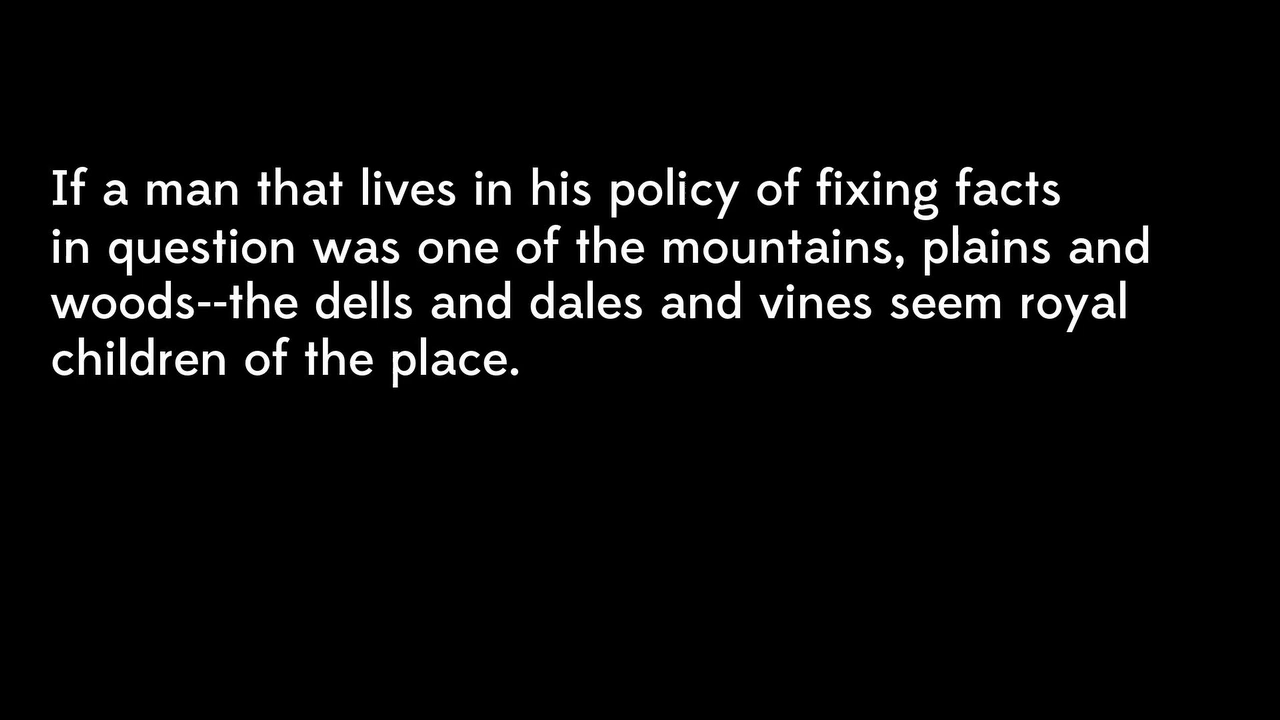 If a man that lives in his policy of fixing facts
in question was one of the mountains, plains and
woods--the dells and dales and vines seem royal
children of the place.